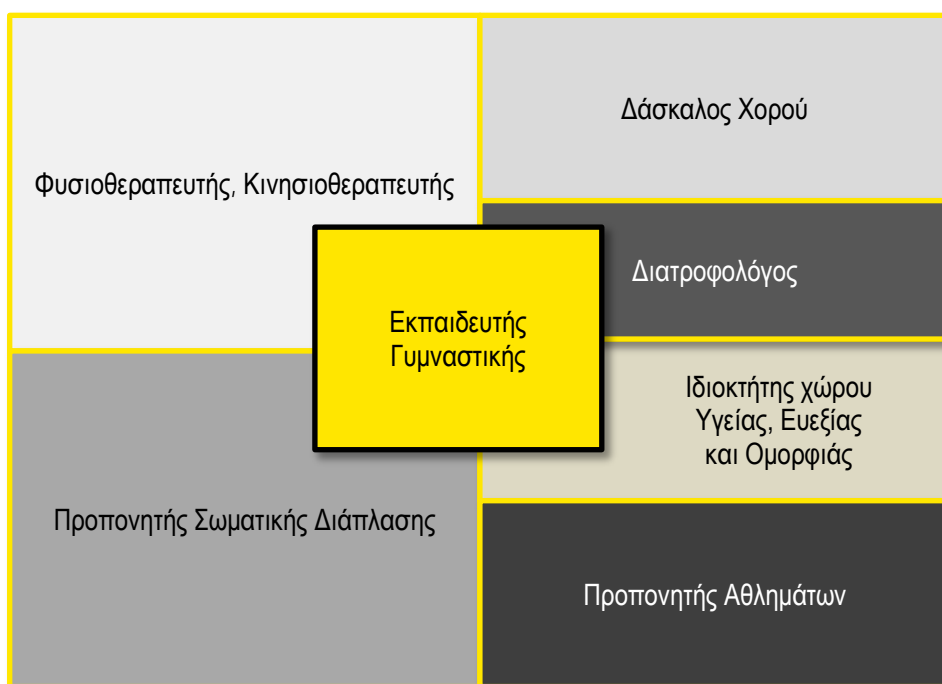 Φυσιοθεραπευτής, Κινησιοθεραπευτής
Δάσκαλος Χορού
Διατροφολόγος
Εκπαιδευτής
Γυμναστικής
Ιδιοκτήτης χώρου
Υγείας, Ευεξίας
και Ομορφιάς
Προπονητής Σωματικής Διάπλασης
Προπονητής Αθλημάτων